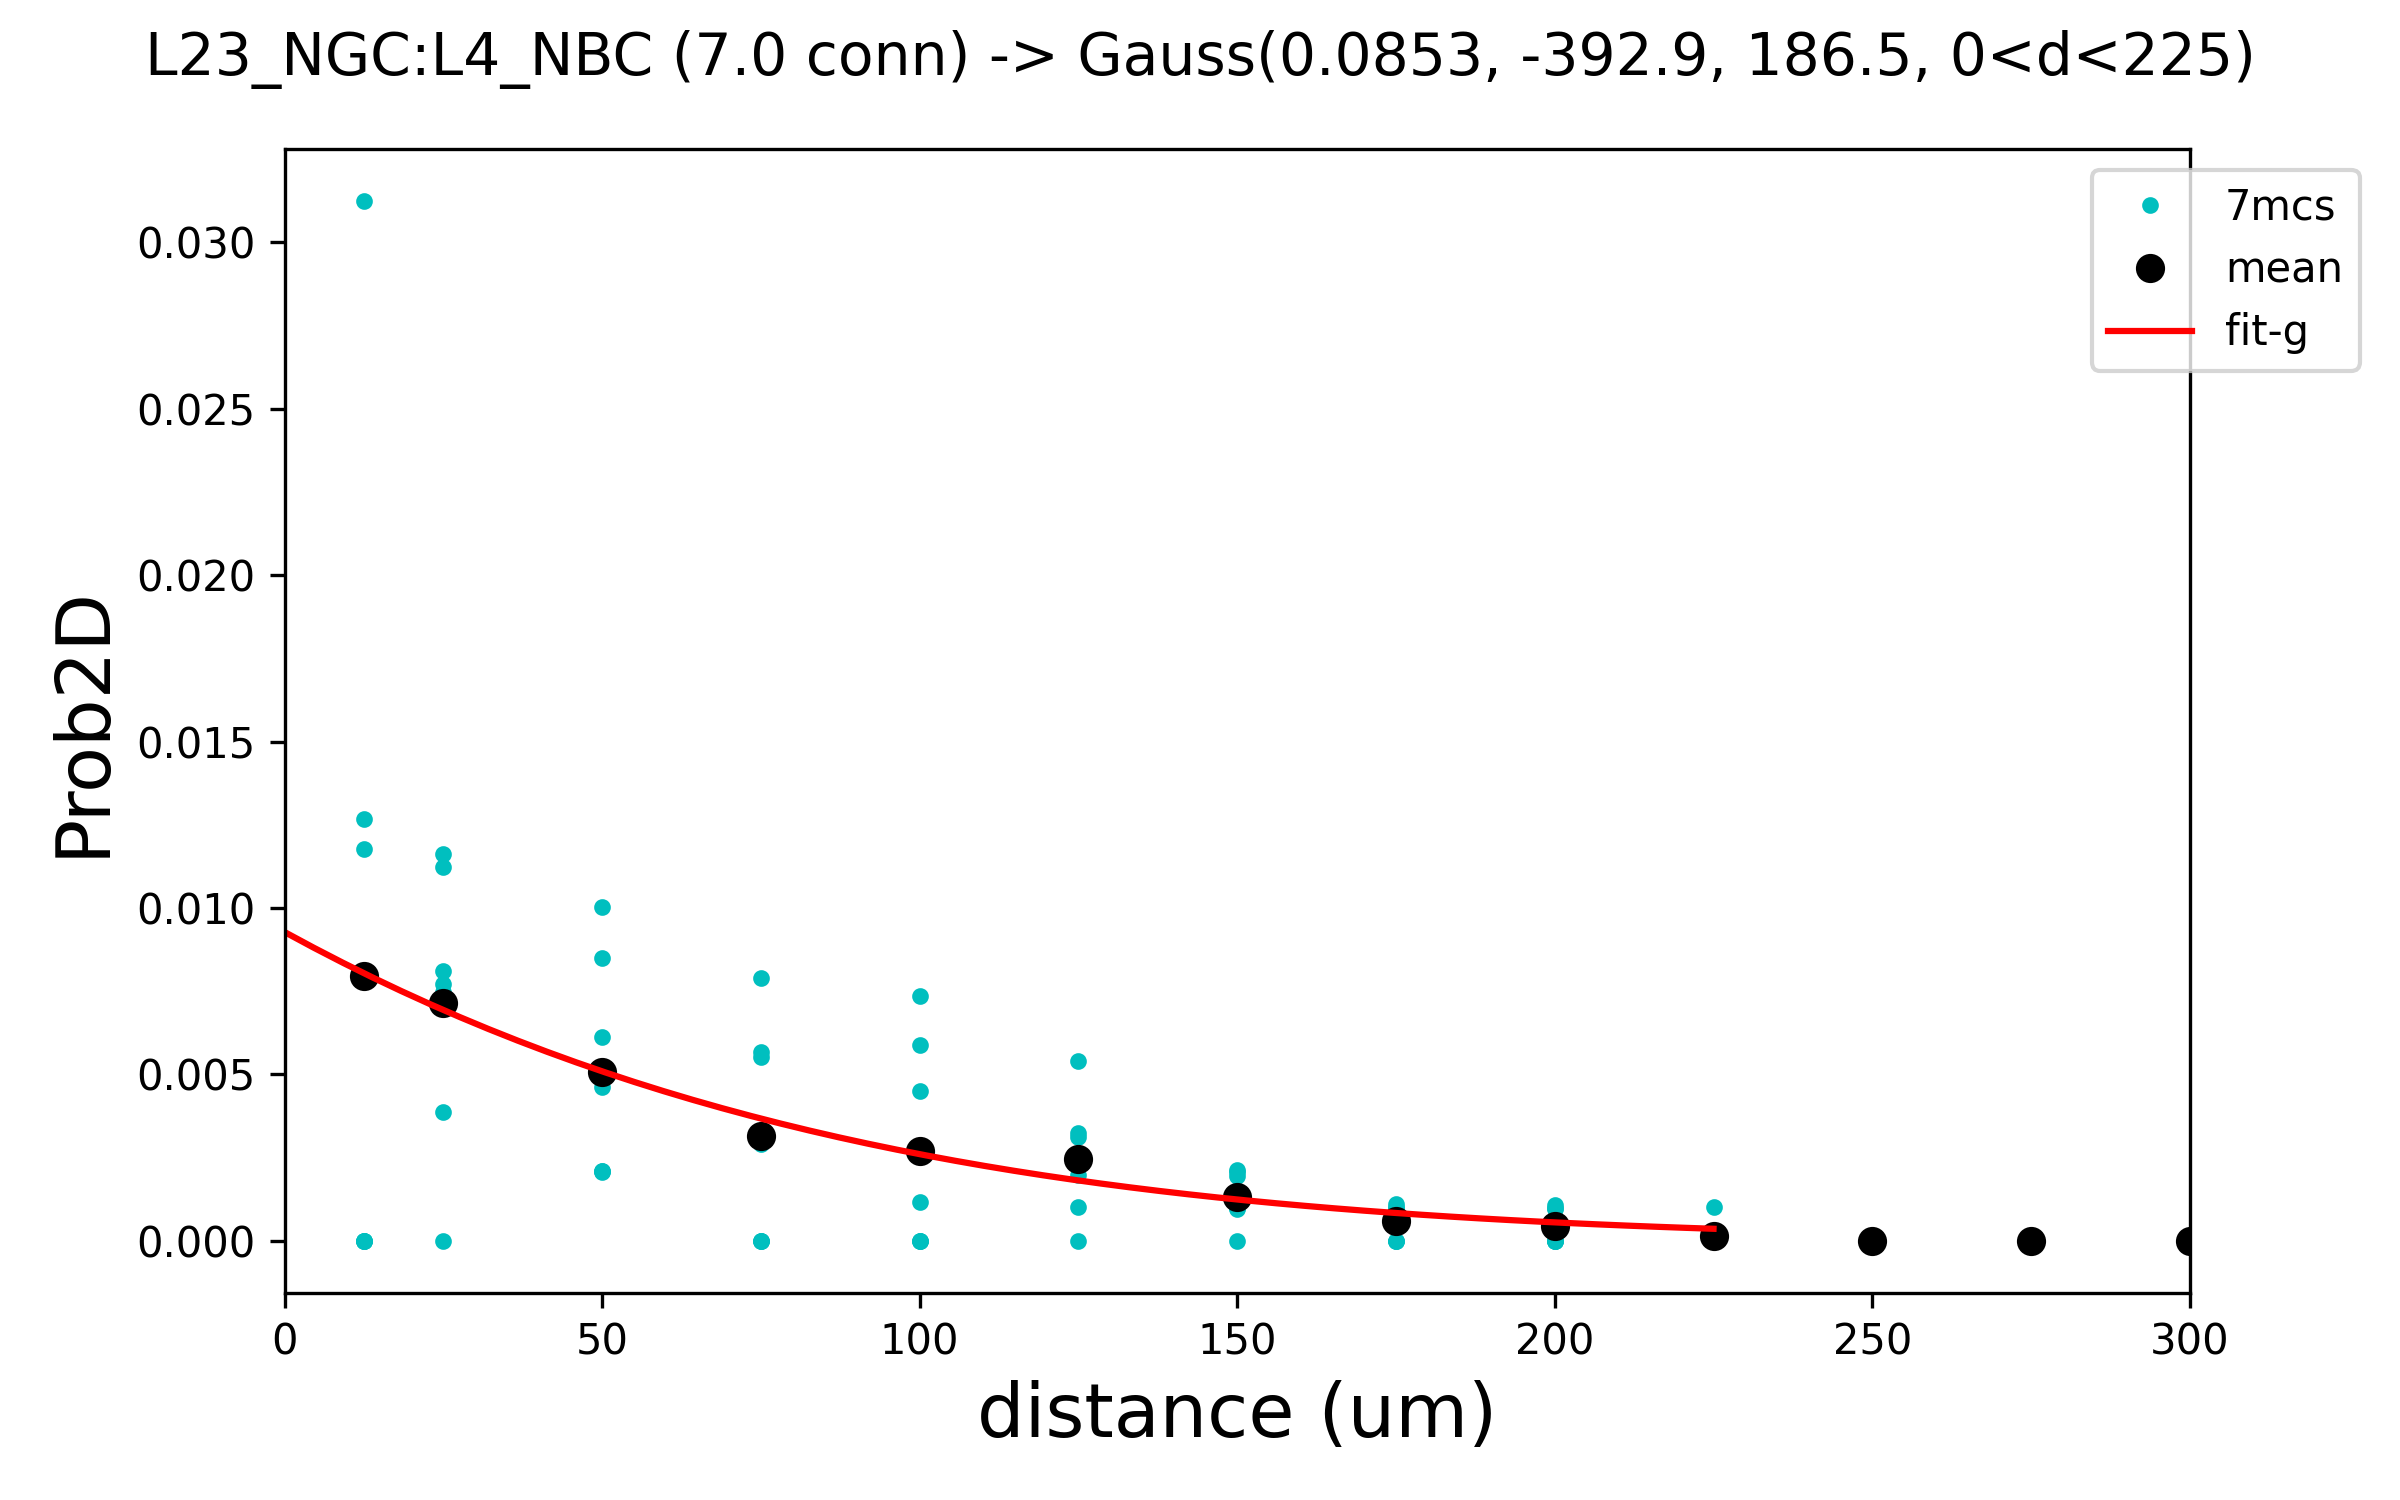 L23_NGC:L4_NBC (7.0 conn) -> Gauss(0.0853, -392.9, 186.5, 0<d<225)
7mcs
mean
fit-g
Prob2D
0.030
0.025
0.020
0.015
0.010
0.005
0.000
0 50 100 150 200 250 300
distance (um)